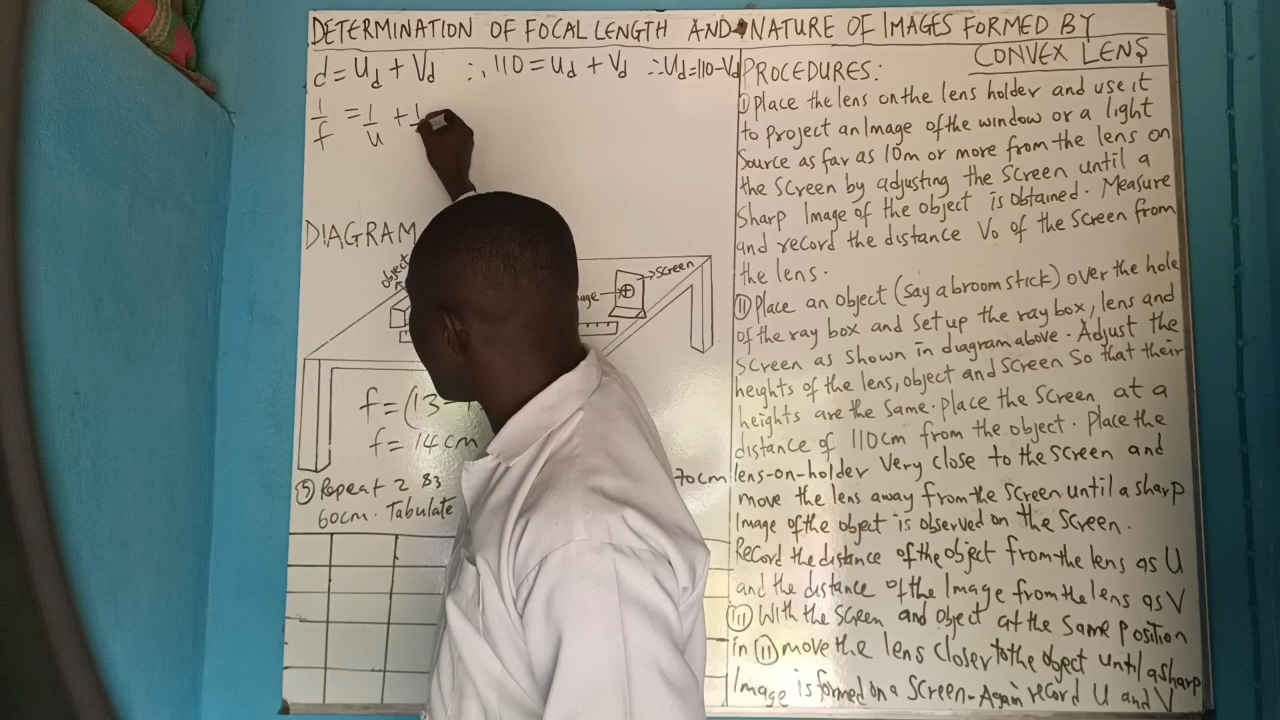 DETERMINATION OF FOCAL LENGTH AND NATURE OF IMAGES FORMED BY
CONVEX LENS
d = Ud + Vd ∴ 110 = Ud + Vd ∴ Ud = 110 - Vd
1/f = 1/u + 1
DIAGRAM
Object
Screen
f = (13
f = 14cm
⑤ Repeat 2 &3
70cm
60cm. Tabulate
PROCEDURES:
① Place the lens on the lens holder and use it
to project an Image of the window or a light
Source as far as 10m or more from the lens on
the Screen by adjusting the Screen until a
Sharp Image of the object is obtained. Measure
and record the distance Vo of the Screen from
the lens.
⑪ Place an object (say a broom stick) over the hole
of the ray box and Set up the ray box, lens and
Screen as Shown in diagram above. Adjust the
heights of the lens, object and Screen So that their
heights are the Same. Place the Screen at a
distance of 110cm from the object. Place the
lens-on-holder Very close to the Screen and
move the lens away from the Screen until a sharp
Image of the object is observed on the Screen.
Record the distance of the object from the lens as U
and the distance of the Image from the lens as V
ⅲ With the Screen and Object at the Same Position
in ⑪ move the lens closer to the object until a sharp
Image is formed on a Screen-Again record U and V